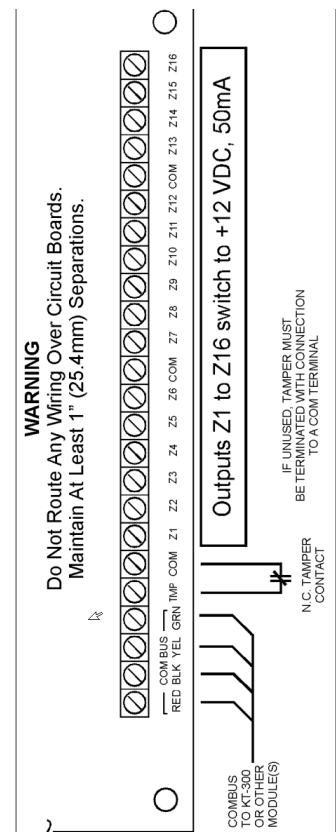 WARNING
Do Not Route Any Wiring Over Circuit Boards.
Maintain At Least 1" (25.4mm) Separations.
COM BUS
RED BLK YEL GRN TMP COM Z1 Z2 Z3 Z4 Z5 Z6 COM Z7 Z8 Z9 Z10 Z11 Z12 COM Z13 Z14 Z15 Z16
Outputs Z1 to Z16 switch to +12 VDC, 50mA
COMBUS
TO KT-300
OR OTHER
MODULE(S)
N.C. TAMPER
CONTACT
IF UNUSED, TAMPER MUST
BE TERMINATED WITH CONNECTION
TO A COM TERMINAL